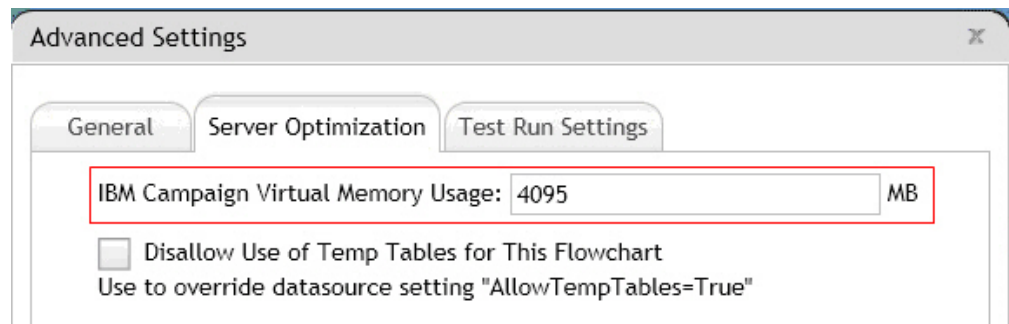 Advanced Settings
General
Server Optimization
Test Run Settings
IBM Campaign Virtual Memory Usage: 4095 MB
Disallow Use of Temp Tables for This Flowchart
Use to override datasource setting "AllowTempTables=True"